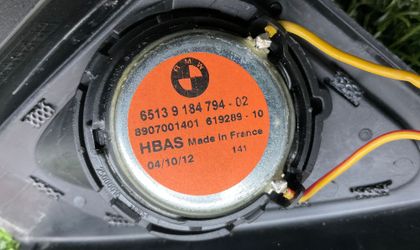 BMW
6513 9 184 794 - 02
8907001401 619289 - 10
HBAS Made in France
04/10/12 141